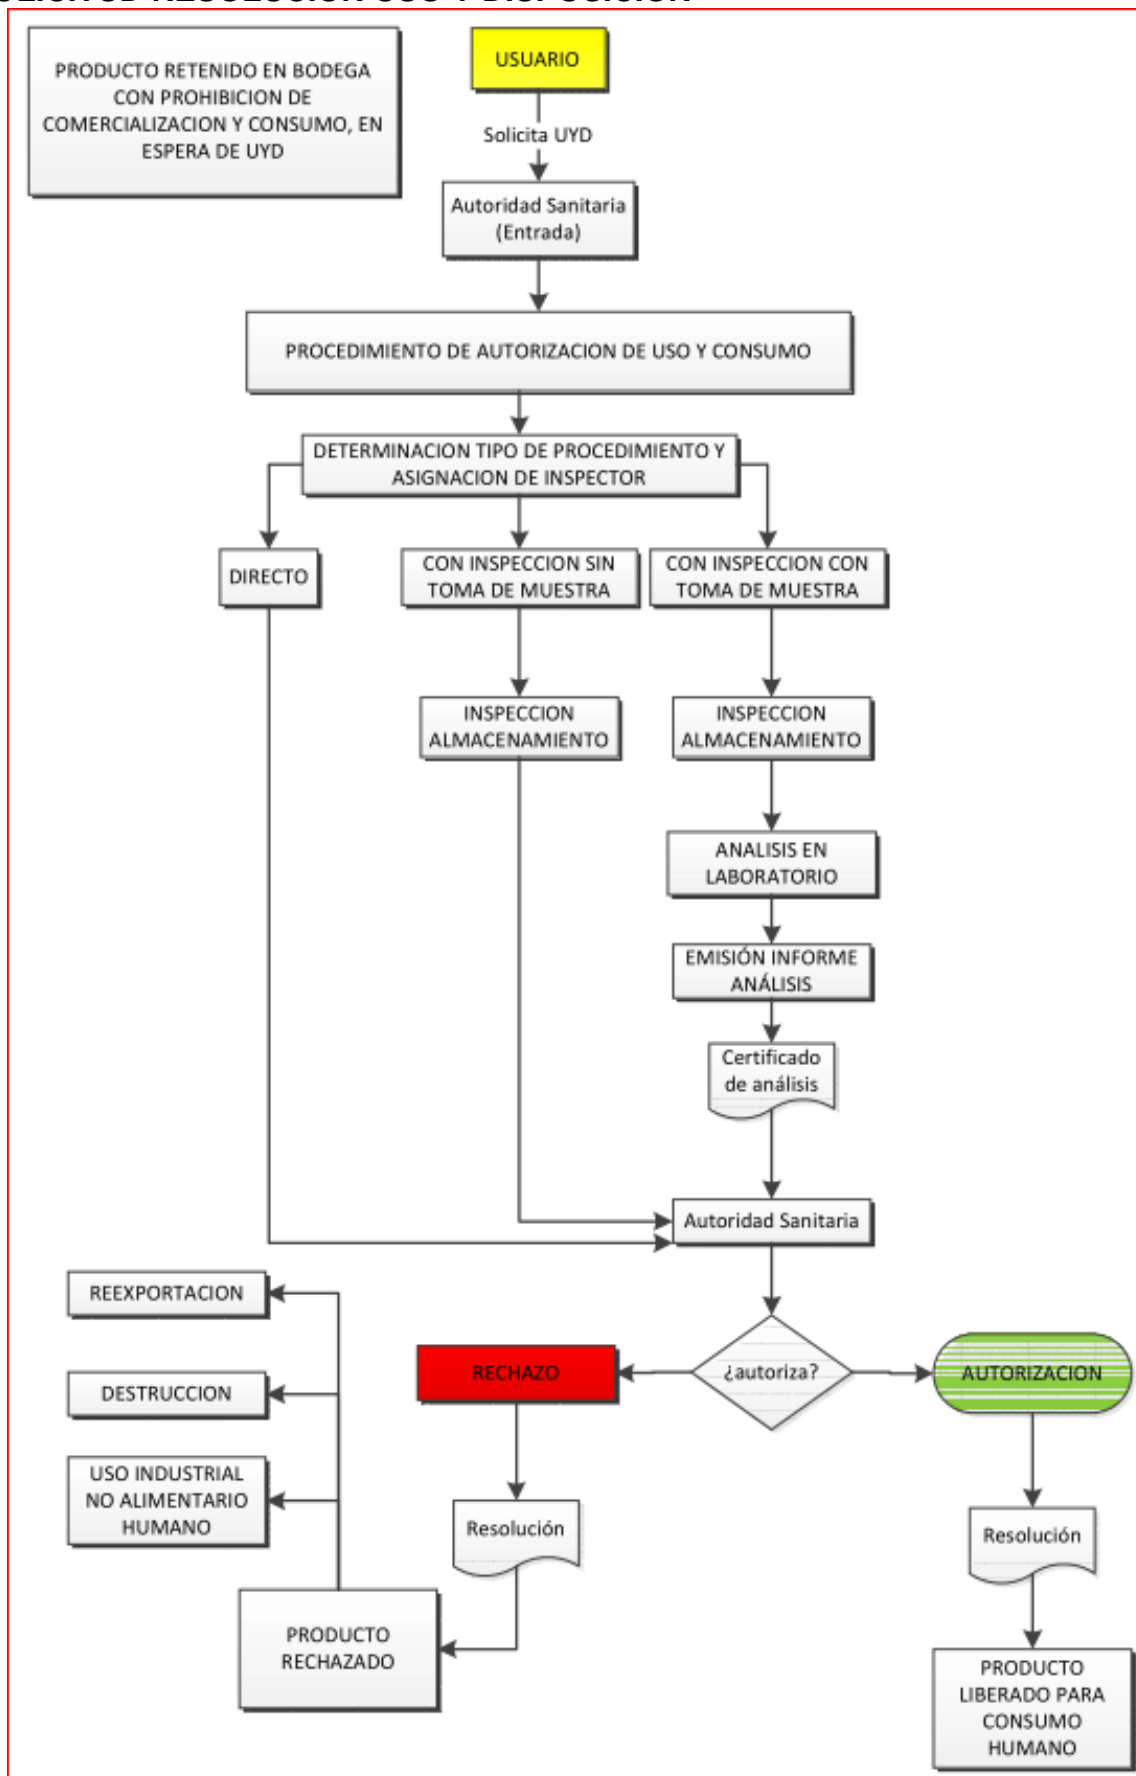 PRODUCTO RETENIDO EN BODEGA
CON PROHIBICION DE
COMERCIALIZACION Y CONSUMO, EN
ESPERA DE UYD
USUARIO
Solicita UYD
Autoridad Sanitaria
(Entrada)
PROCEDIMIENTO DE AUTORIZACION DE USO Y CONSUMO
DETERMINACION TIPO DE PROCEDIMIENTO Y
ASIGNACION DE INSPECTOR
DIRECTO
CON INSPECCION SIN
TOMA DE MUESTRA
CON INSPECCION CON
TOMA DE MUESTRA
INSPECCION
ALMACENAMIENTO
INSPECCION
ALMACENAMIENTO
ANALISIS EN
LABORATORIO
EMISIÓN INFORME
ANÁLISIS
Certificado
de análisis
Autoridad Sanitaria
¿autoriza?
RECHAZO
AUTORIZACION
REEXPORTACION
DESTRUCCION
USO INDUSTRIAL
NO ALIMENTARIO
HUMANO
Resolución
Resolución
PRODUCTO
RECHAZADO
PRODUCTO
LIBERADO PARA
CONSUMO
HUMANO